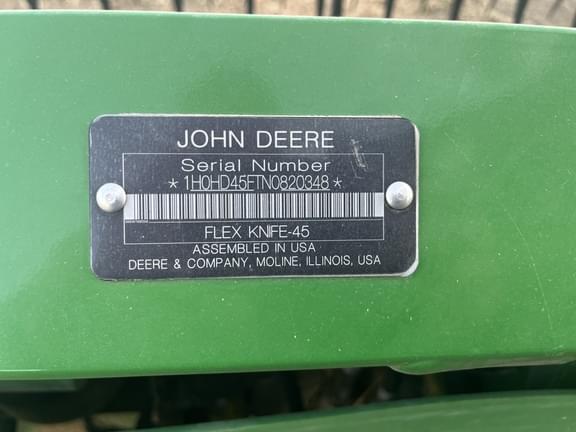 JOHN DEERE
Serial Number
*1H0HD45FTN0820348*
FLEX KNIFE-45
ASSEMBLED IN USA
DEERE & COMPANY, MOLINE, ILLINOIS, USA